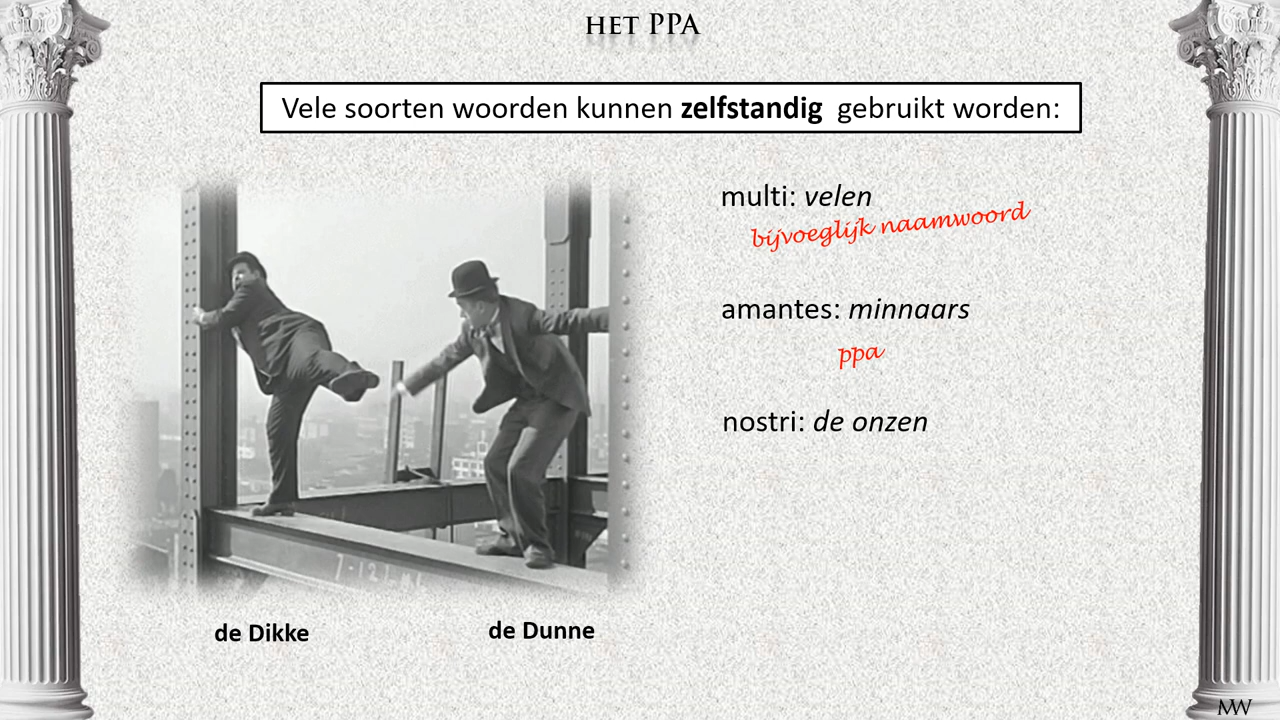 HET PPA
Vele soorten woorden kunnen zelfstandig gebruikt worden:
multi: velen
bijvoeglijk naamwoord
amantes: minnaars
ppa
nostri: de onzen
de Dikke
de Dunne
MW